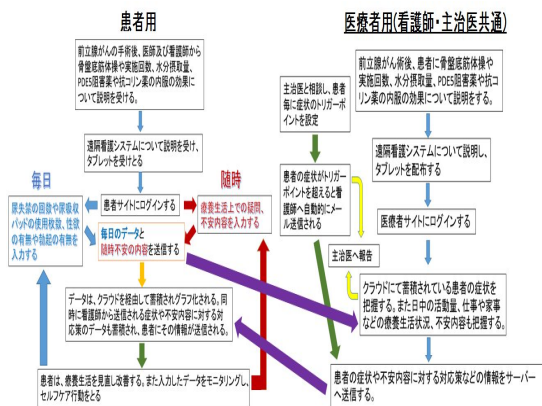 患者用
前立腺がんの手術後、医師及び看護師から
骨盤底筋体操や実施回数、水分摂取量、
PDE5阻害薬や抗コリン薬の内服の効果に
ついて説明を受ける。
遠隔看護システムについて説明を受け、
タブレットを受けとる
毎日
随時
患者サイトにログインする
尿失禁の回数や尿吸収
パッドの使用枚数、性欲
の有無や勃起の有無を
入力する
療養生活上での疑問、
不安内容を入力する
毎日のデータと
随時不安の内容を送信する
データは、クラウドを経由して蓄積されグラフ化される。同
時に看護師から送信される症状や不安内容に対する対
応策のデータも蓄積され、患者にその情報が送信される。
患者は、療養生活を見直し改善する。また入力したデータをモニタリングし、
セルフケア行動をとる
医療者用(看護師・主治医共通)
前立腺がん術後、患者に骨盤底筋体操や
実施回数、水分摂取量、PDE5阻害薬や抗コ
リン薬の内服の効果について説明をする。
主治医と相談し、患者
毎に症状のトリガーポ
イントを設定
遠隔看護システムについて説明し、
タブレットを配布する
患者の症状がトリガー
ポイントを超えると看
護師へ自動的にメー
ル送信される
医療者サイトにログインする
主治医へ報告
クラウドにて蓄積されている患者の症状を
把握する。また日中の活動量、仕事や家事
などの療養生活状況、不安内容も把握する。
患者の症状や不安内容に対する対応策などの情報をサーバー
へ送信する。